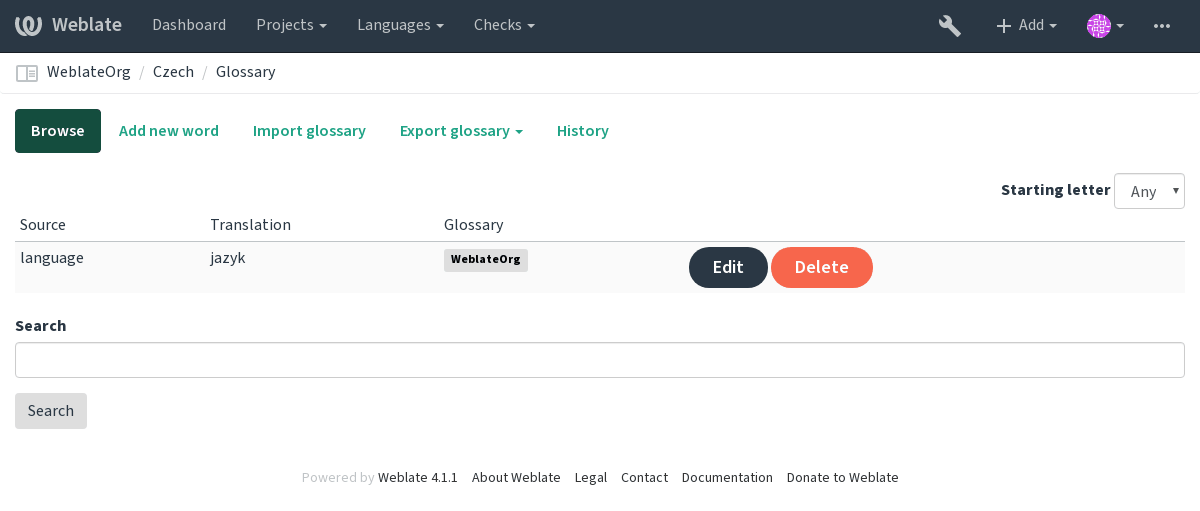 Weblate Dashboard Projects Languages Checks Add
WeblateOrg / Czech / Glossary
Browse Add new word Import glossary Export glossary History
Starting letter Any
Source Translation Glossary
language jazyk WeblateOrg Edit Delete
Search
Search
Powered by Weblate 4.1.1 About Weblate Legal Contact Documentation Donate to Weblate